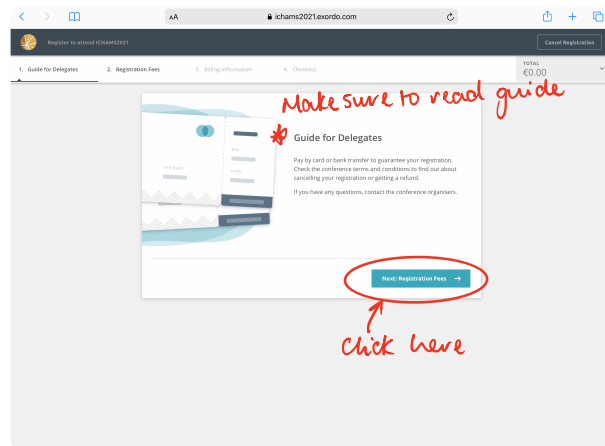 AA
ichams2021.exordo.com
Register to attend ICHAMS2021
Cancel Registration
1. Guide for Delegates
2. Registration Fees
3. Billing Information
4. Checkout
TOTAL
€0.00
Make sure to read guide
Guide for Delegates
Pay by card or bank transfer to guarantee your registration.
Check the conference terms and conditions to find out about
cancelling your registration or getting a refund.
If you have any questions, contact the conference organisers.
Next: Registration Fees →
Click here